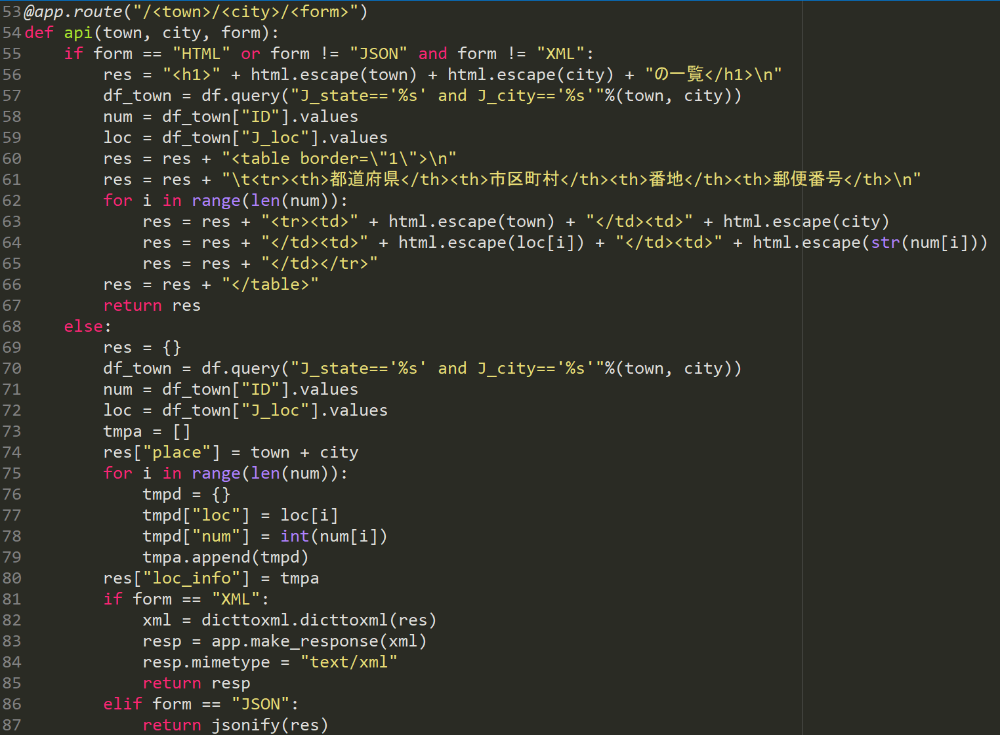 53 @app.route("/<town>/<city>/<form>")
54 def api(town, city, form):
55     if form == "HTML" or form != "JSON" and form != "XML":
56         res = "<h1>" + html.escape(town) + html.escape(city) + "の一覧</h1>\n"
57         df_town = df.query("J_state=='%s' and J_city=='%s'"%(town, city))
58         num = df_town["ID"].values
59         loc = df_town["J_loc"].values
60         res = res + "<table border=\"1\">\n"
61         res = res + "\t<tr><th>都道府県</th><th>市区町村</th><th>番地</th><th>郵便番号</th>\n"
62         for i in range(len(num)):
63             res = res + "<tr><td>" + html.escape(town) + "</td><td>" + html.escape(city)
64             res = res + "</td><td>" + html.escape(loc[i]) + "</td><td>" + html.escape(str(num[i]))
65             res = res + "</td></tr>"
66         res = res + "</table>"
67         return res
68     else:
69         res = {}
70         df_town = df.query("J_state=='%s' and J_city=='%s'"%(town, city))
71         num = df_town["ID"].values
72         loc = df_town["J_loc"].values
73         tmpa = []
74         res["place"] = town + city
75         for i in range(len(num)):
76             tmpd = {}
77             tmpd["loc"] = loc[i]
78             tmpd["num"] = int(num[i])
79             tmpa.append(tmpd)
80         res["loc_info"] = tmpa
81         if form == "XML":
82             xml = dicttoxml.dicttoxml(res)
83             resp = app.make_response(xml)
84             resp.mimetype = "text/xml"
85             return resp
86         elif form == "JSON":
87             return jsonify(res)